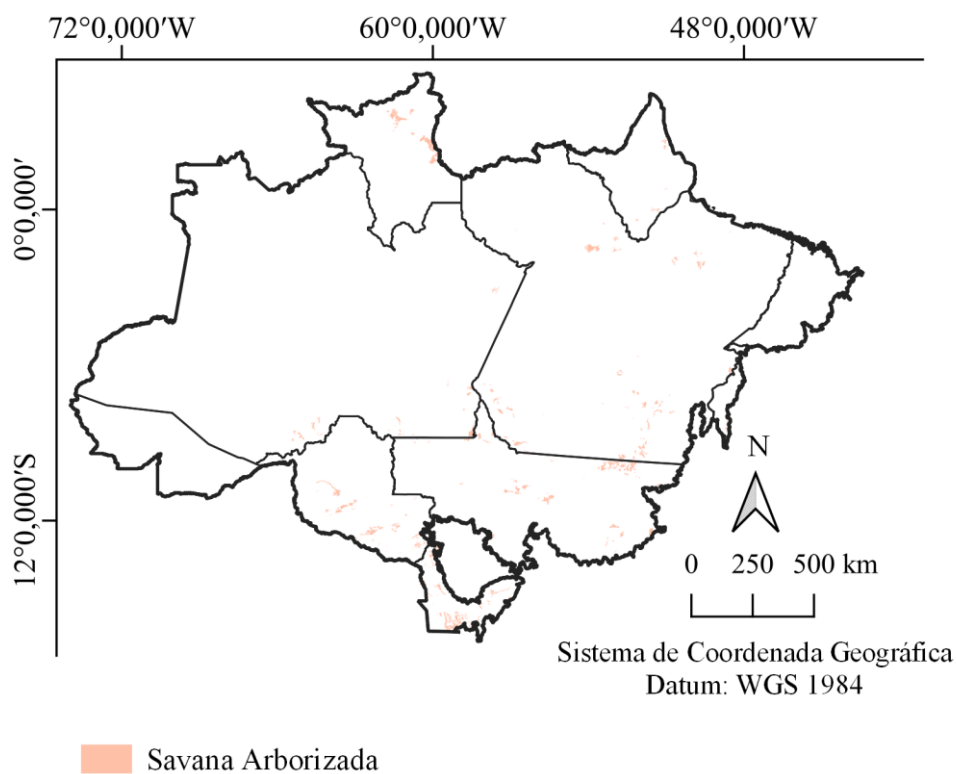 72°0,000′W 60°0,000′W 48°0,000′W
0°0,000′
12°0,000′S
N
0 250 500 km
Sistema de Coordenada Geográfica
Datum: WGS 1984
Savana Arborizada